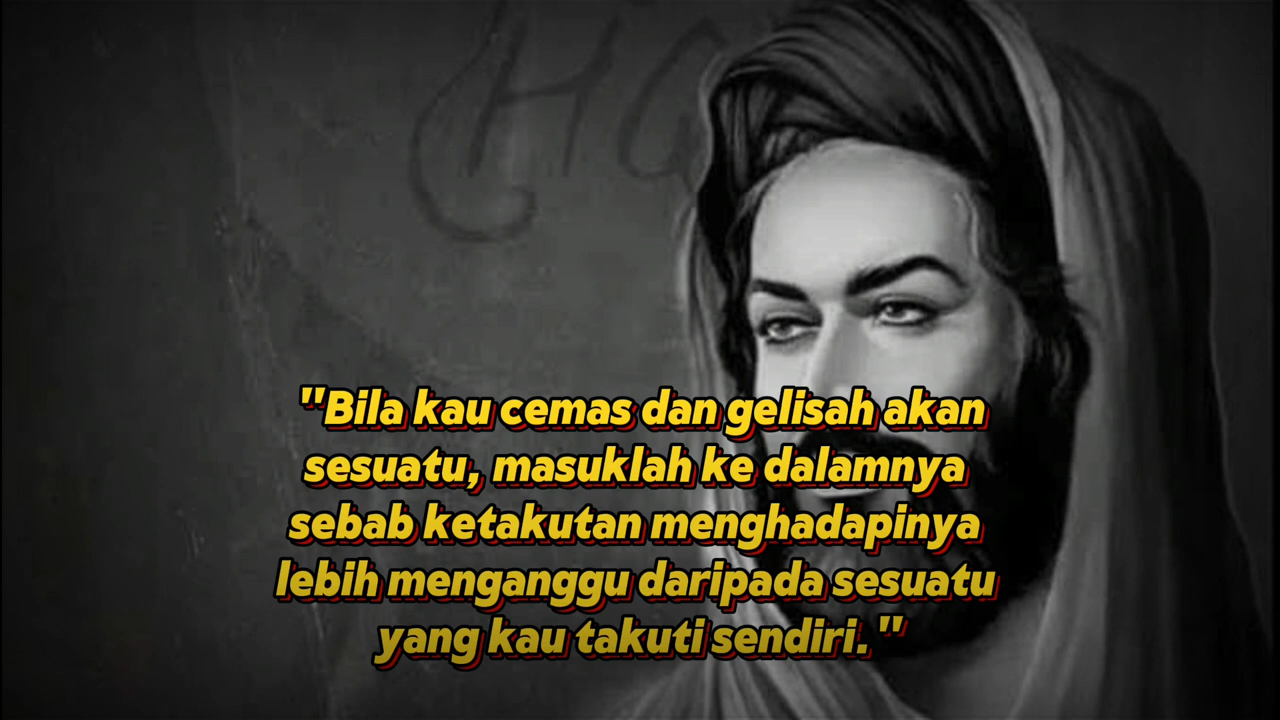 "Bila kau cemas dan gelisah akan
sesuatu, masuklah ke dalamnya
sebab ketakutan menghadapinya
lebih menganggu daripada sesuatu
yang kau takuti sendiri."